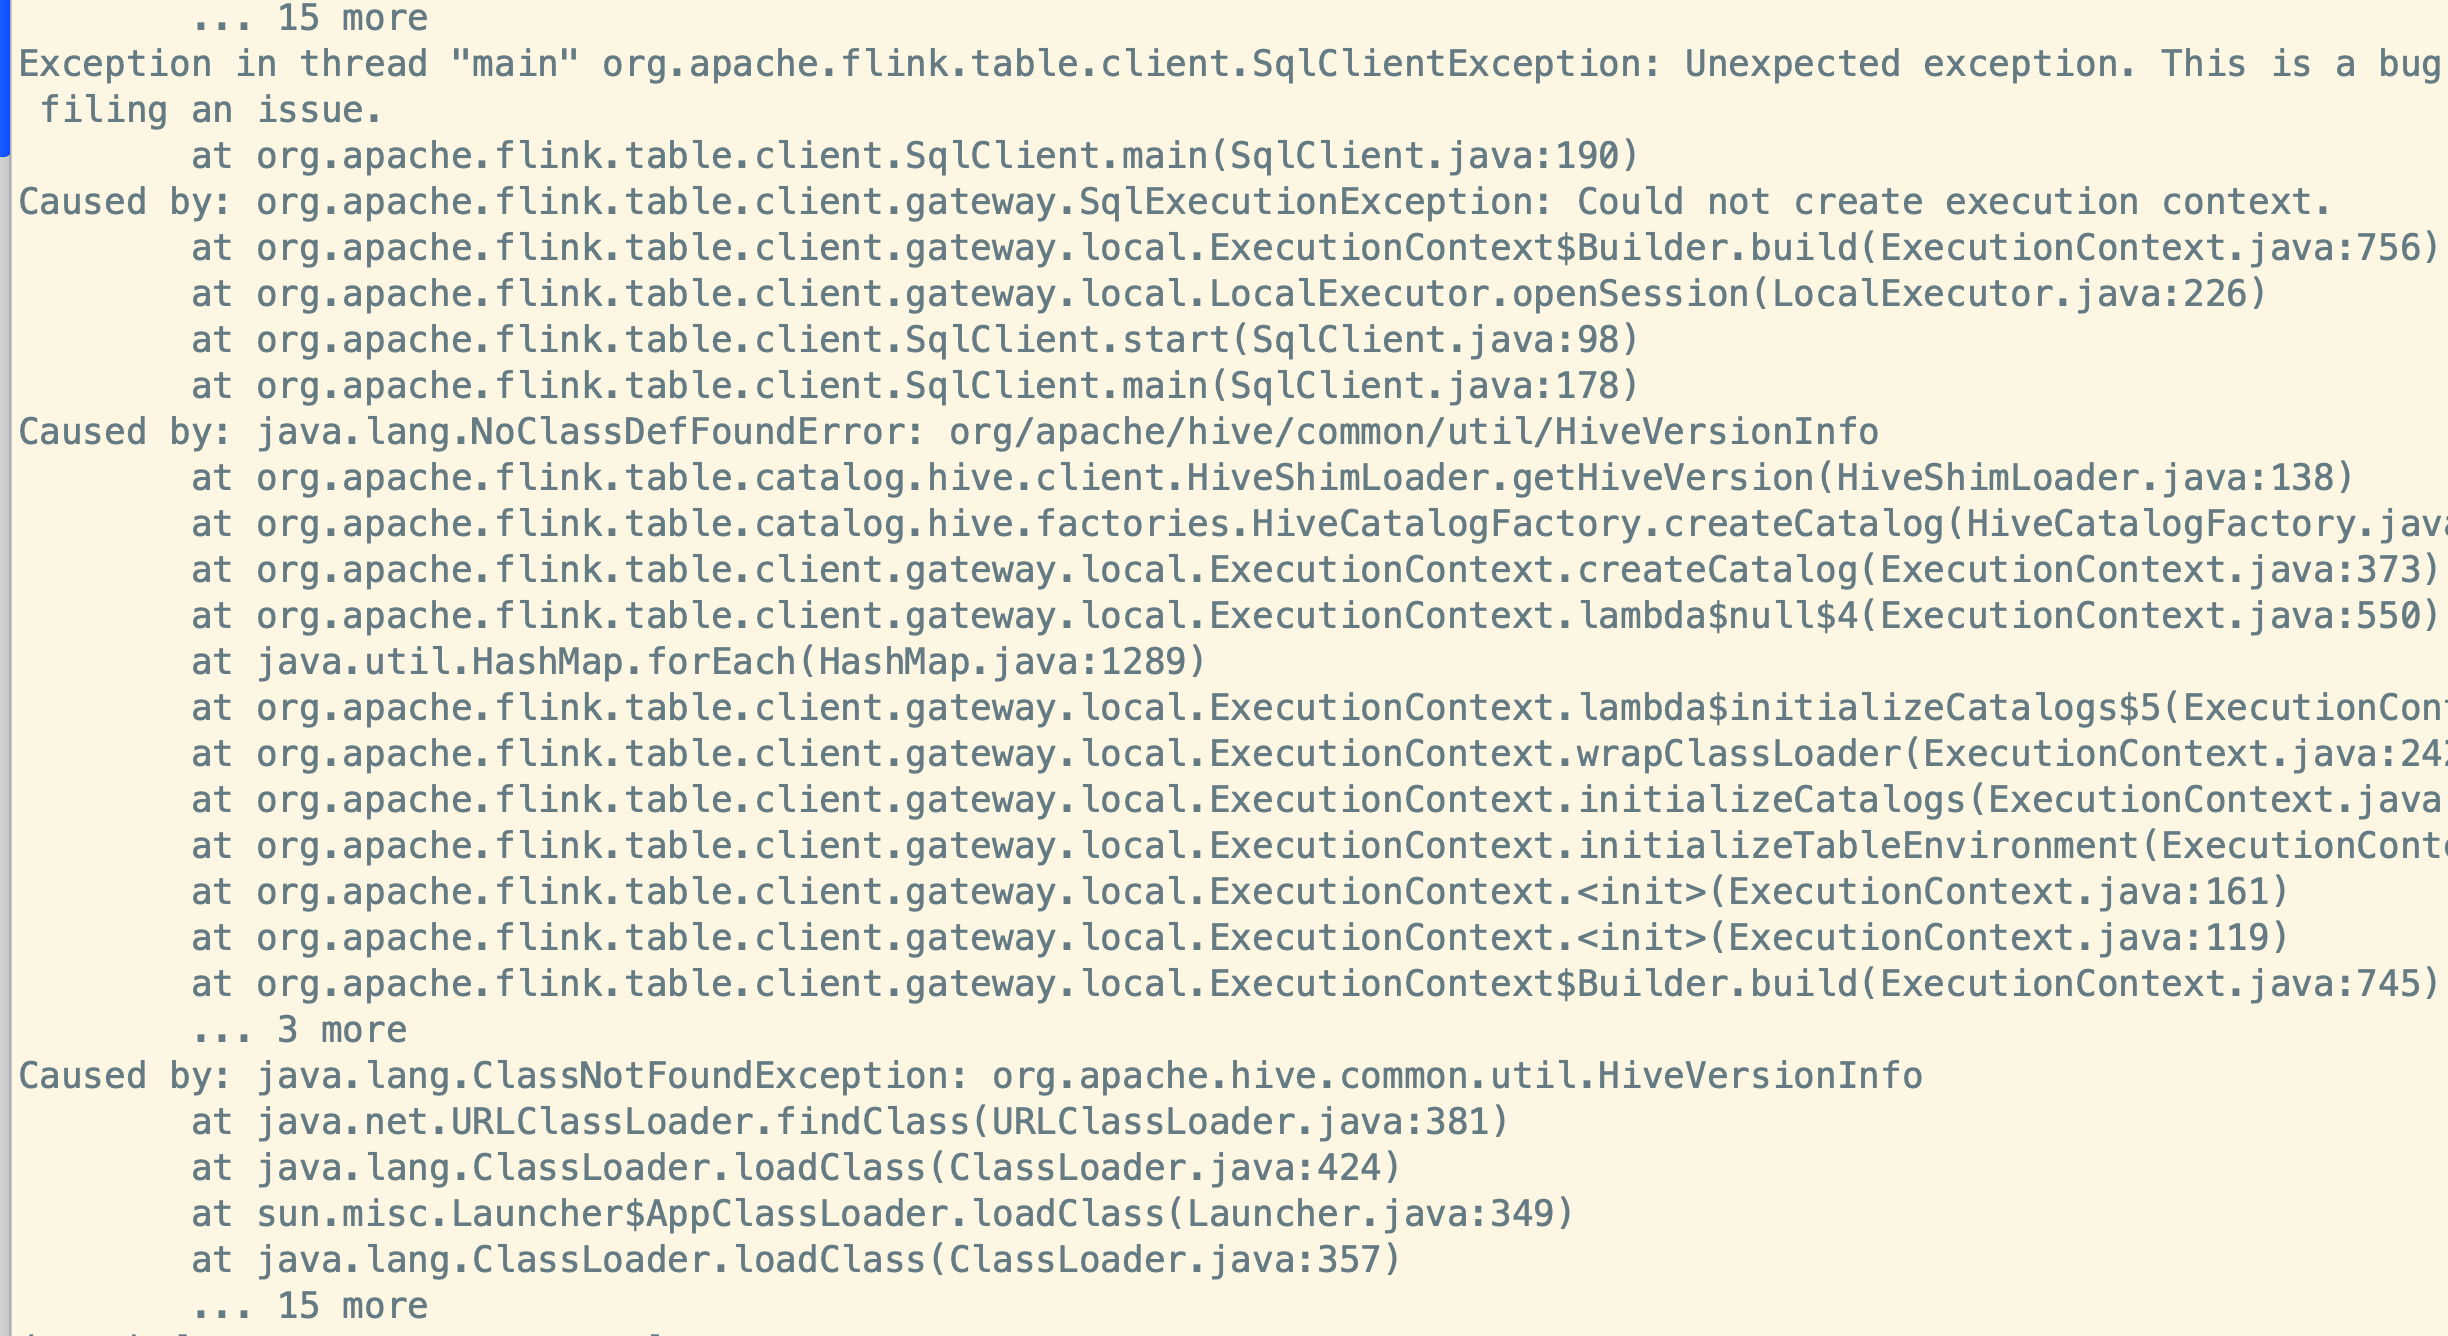 ... 15 more
Exception in thread "main" org.apache.flink.table.client.SqlClientException: Unexpected exception. This is a bug
filing an issue.
at org.apache.flink.table.client.SqlClient.main(SqlClient.java:190)
Caused by: org.apache.flink.table.client.gateway.SqlExecutionException: Could not create execution context.
at org.apache.flink.table.client.gateway.local.ExecutionContext$Builder.build(ExecutionContext.java:756)
at org.apache.flink.table.client.gateway.local.LocalExecutor.openSession(LocalExecutor.java:226)
at org.apache.flink.table.client.SqlClient.start(SqlClient.java:98)
at org.apache.flink.table.client.SqlClient.main(SqlClient.java:178)
Caused by: java.lang.NoClassDefFoundError: org/apache/hive/common/util/HiveVersionInfo
at org.apache.flink.table.catalog.hive.client.HiveShimLoader.getHiveVersion(HiveShimLoader.java:138)
at org.apache.flink.table.catalog.hive.factories.HiveCatalogFactory.createCatalog(HiveCatalogFactory.java
at org.apache.flink.table.client.gateway.local.ExecutionContext.createCatalog(ExecutionContext.java:373)
at org.apache.flink.table.client.gateway.local.ExecutionContext.lambda$null$4(ExecutionContext.java:550)
at java.util.HashMap.forEach(HashMap.java:1289)
at org.apache.flink.table.client.gateway.local.ExecutionContext.lambda$initializeCatalogs$5(ExecutionCont
at org.apache.flink.table.client.gateway.local.ExecutionContext.wrapClassLoader(ExecutionContext.java:242
at org.apache.flink.table.client.gateway.local.ExecutionContext.initializeCatalogs(ExecutionContext.java
at org.apache.flink.table.client.gateway.local.ExecutionContext.initializeTableEnvironment(ExecutionConte
at org.apache.flink.table.client.gateway.local.ExecutionContext.<init>(ExecutionContext.java:161)
at org.apache.flink.table.client.gateway.local.ExecutionContext.<init>(ExecutionContext.java:119)
at org.apache.flink.table.client.gateway.local.ExecutionContext$Builder.build(ExecutionContext.java:745)
... 3 more
Caused by: java.lang.ClassNotFoundException: org.apache.hive.common.util.HiveVersionInfo
at java.net.URLClassLoader.findClass(URLClassLoader.java:381)
at java.lang.ClassLoader.loadClass(ClassLoader.java:424)
at sun.misc.Launcher$AppClassLoader.loadClass(Launcher.java:349)
at java.lang.ClassLoader.loadClass(ClassLoader.java:357)
... 15 more